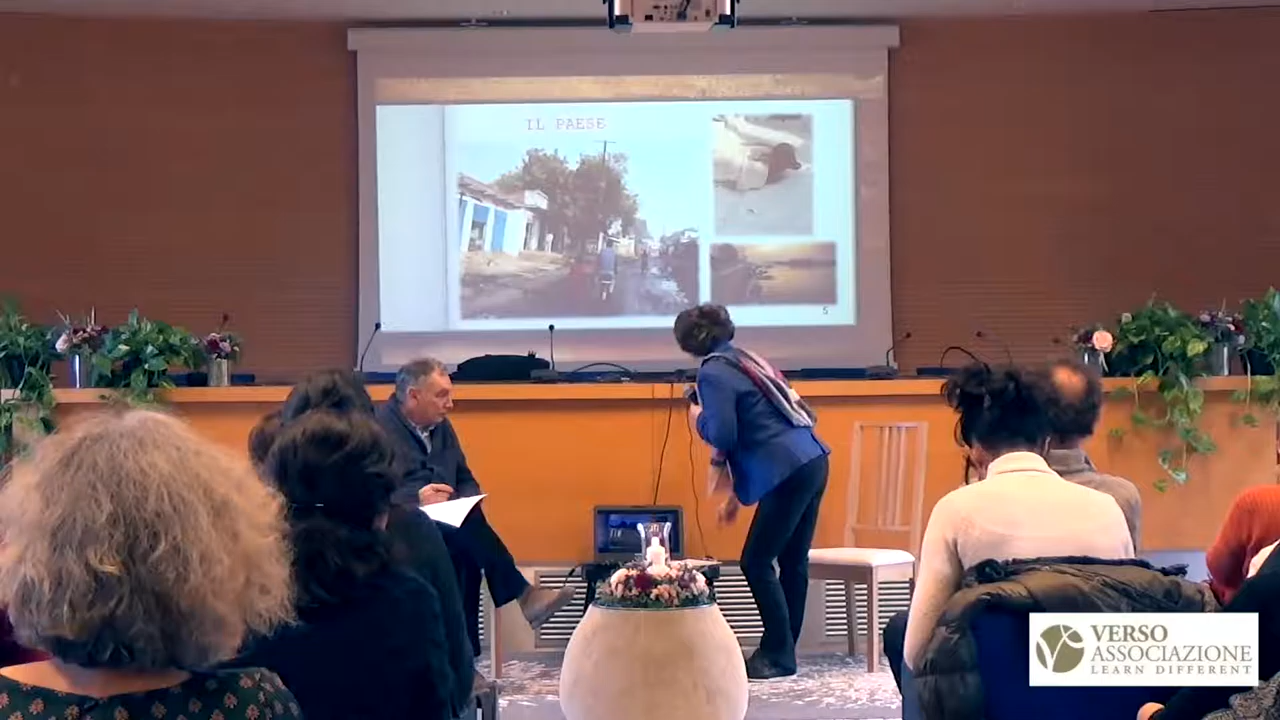 IL PAESE
5
VERSO
ASSOCIAZIONE
LEARN DIFFERENT